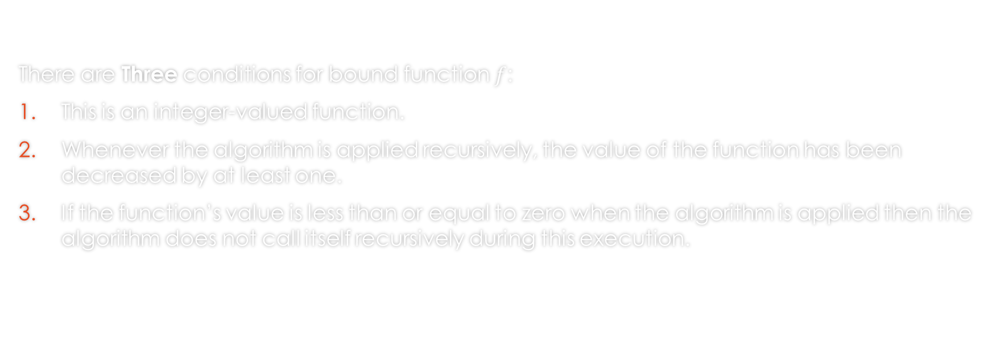 There are Three conditions for bound function f:
1. This is an integer-valued function.
2. Whenever the algorithm is applied recursively, the value of the function has been
decreased by at least one.
3. If the function’s value is less than or equal to zero when the algorithm is applied then the
algorithm does not call itself recursively during this execution.